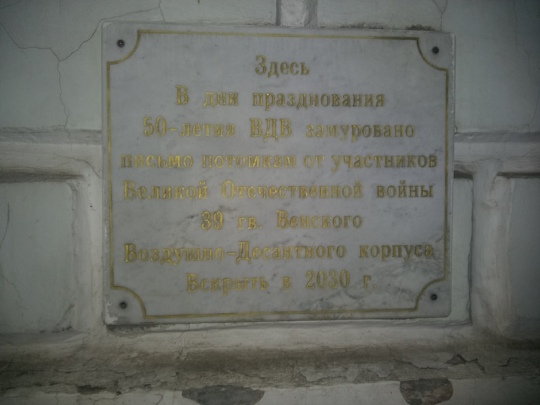 Здесь
В дни празднования
50-летия ВДВ замуровано
письмо потомкам от участников
Великой Отечественной войны
39 гв. Венского
Воздушно-Десантного корпуса
Вскрыть в 2030 г.